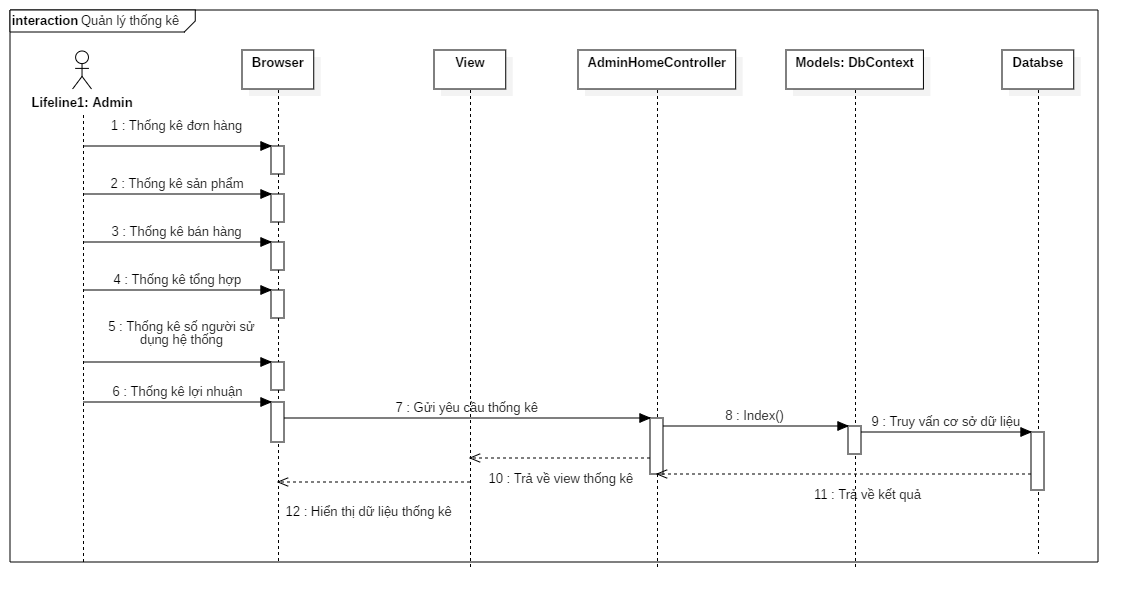 interaction Quản lý thống kê
Lifeline1: Admin
Browser
View
AdminHomeController
Models: DbContext
Databse
1 : Thống kê đơn hàng
2 : Thống kê sản phẩm
3 : Thống kê bán hàng
4 : Thống kê tổng hợp
5 : Thống kê số người sử
dụng hệ thống
6 : Thống kê lợi nhuận
7 : Gửi yêu cầu thống kê
8 : Index()
9 : Truy vấn cơ sở dữ liệu
10 : Trả về view thống kê
11 : Trả về kết quả
12 : Hiển thị dữ liệu thống kê